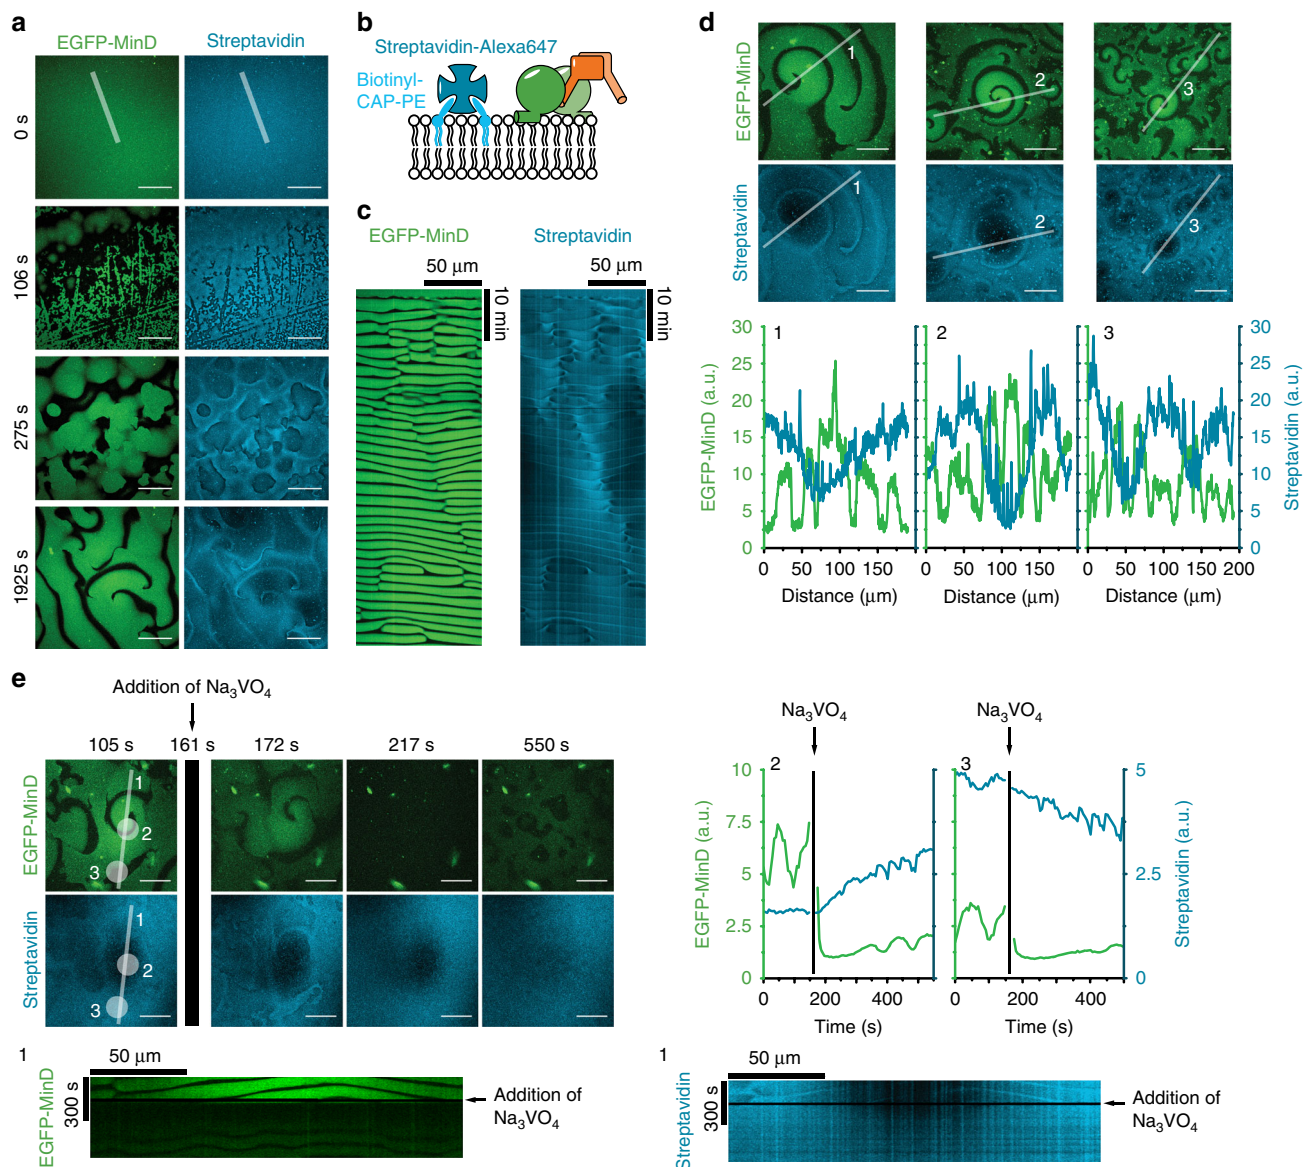 a
EGFP-MinD
Streptavidin
0 s
106 s
275 s
1925 s
b
Streptavidin-Alexa647
Biotinyl-
CAP-PE
c
EGFP-MinD
Streptavidin
50 µm
50 µm
10 min
10 min
d
EGFP-MinD
1
2
3
Streptavidin
1
2
3
EGFP-MinD (a.u.)
30
25
20
15
10
5
0
1
2
3
30
25
20
15
10
5
0
Streptavidin (a.u.)
0 50 100 150
0 50 100 150
0 50 100 150 200
Distance (µm)
Distance (µm)
Distance (µm)
e
Addition of Na₃VO₄
105 s
161 s
172 s
217 s
550 s
EGFP-MinD
1
2
3
Streptavidin
1
2
3
Na₃VO₄
Na₃VO₄
EGFP-MinD (a.u.)
10
7.5
5
2.5
0
2
3
5
2.5
0
Streptavidin (a.u.)
0 200 400
0 200 400
Time (s)
Time (s)
1
50 µm
EGFP-MinD
300 s
Addition of
Na₃VO₄
1
50 µm
Streptavidin
300 s
Addition of
Na₃VO₄